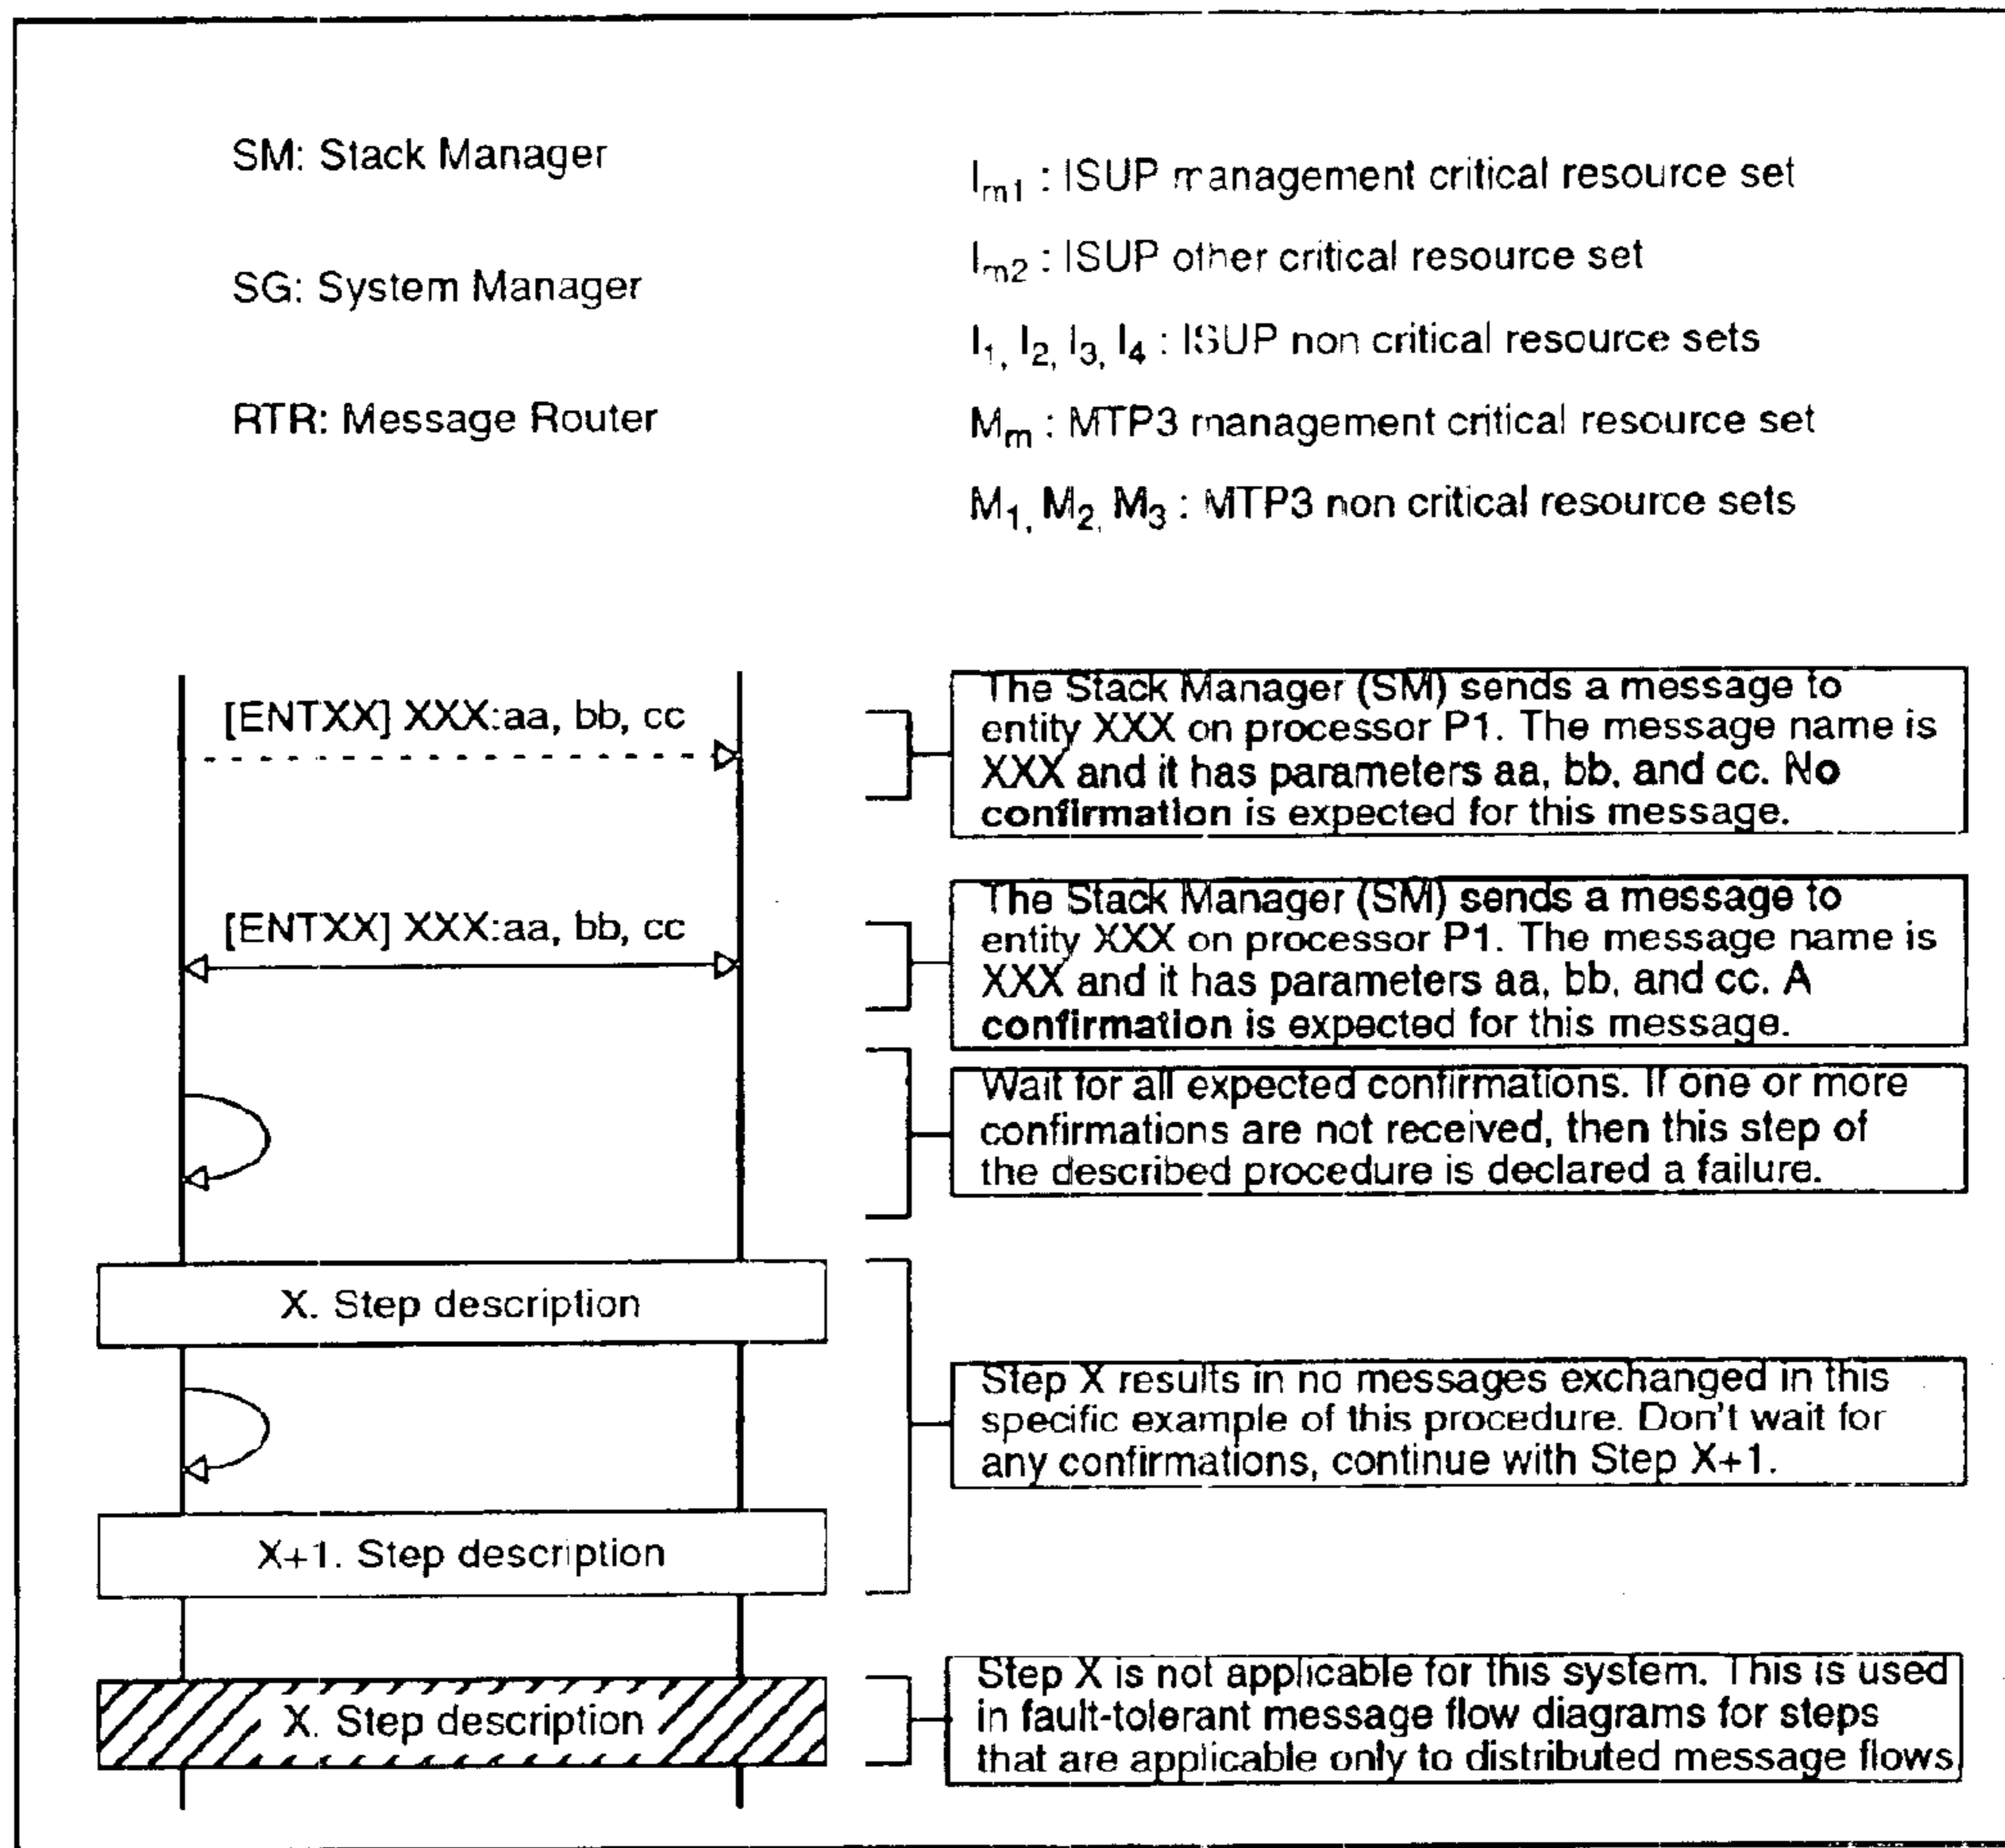 SM: Stack Manager
SG: System Manager
RTR: Message Router
Im1 : ISUP management critical resource set
Im2 : ISUP other critical resource set
I1, I2, I3, I4 : ISUP non critical resource sets
Mm : MTP3 management critical resource set
M1, M2, M3 : MTP3 non critical resource sets
[ENTXX] XXX:aa, bb, cc
The Stack Manager (SM) sends a message to
entity XXX on processor P1. The message name is
XXX and it has parameters aa, bb, and cc. No
confirmation is expected for this message.
[ENTXX] XXX:aa, bb, cc
The Stack Manager (SM) sends a message to
entity XXX on processor P1. The message name is
XXX and it has parameters aa, bb, and cc. A
confirmation is expected for this message.
Wait for all expected confirmations. If one or more
confirmations are not received, then this step of
the described procedure is declared a failure.
X. Step description
Step X results in no messages exchanged in this
specific example of this procedure. Don't wait for
any confirmations, continue with Step X+1.
X+1. Step description
X. Step description
Step X is not applicable for this system. This is used
in fault-tolerant message flow diagrams for steps
that are applicable only to distributed message flows